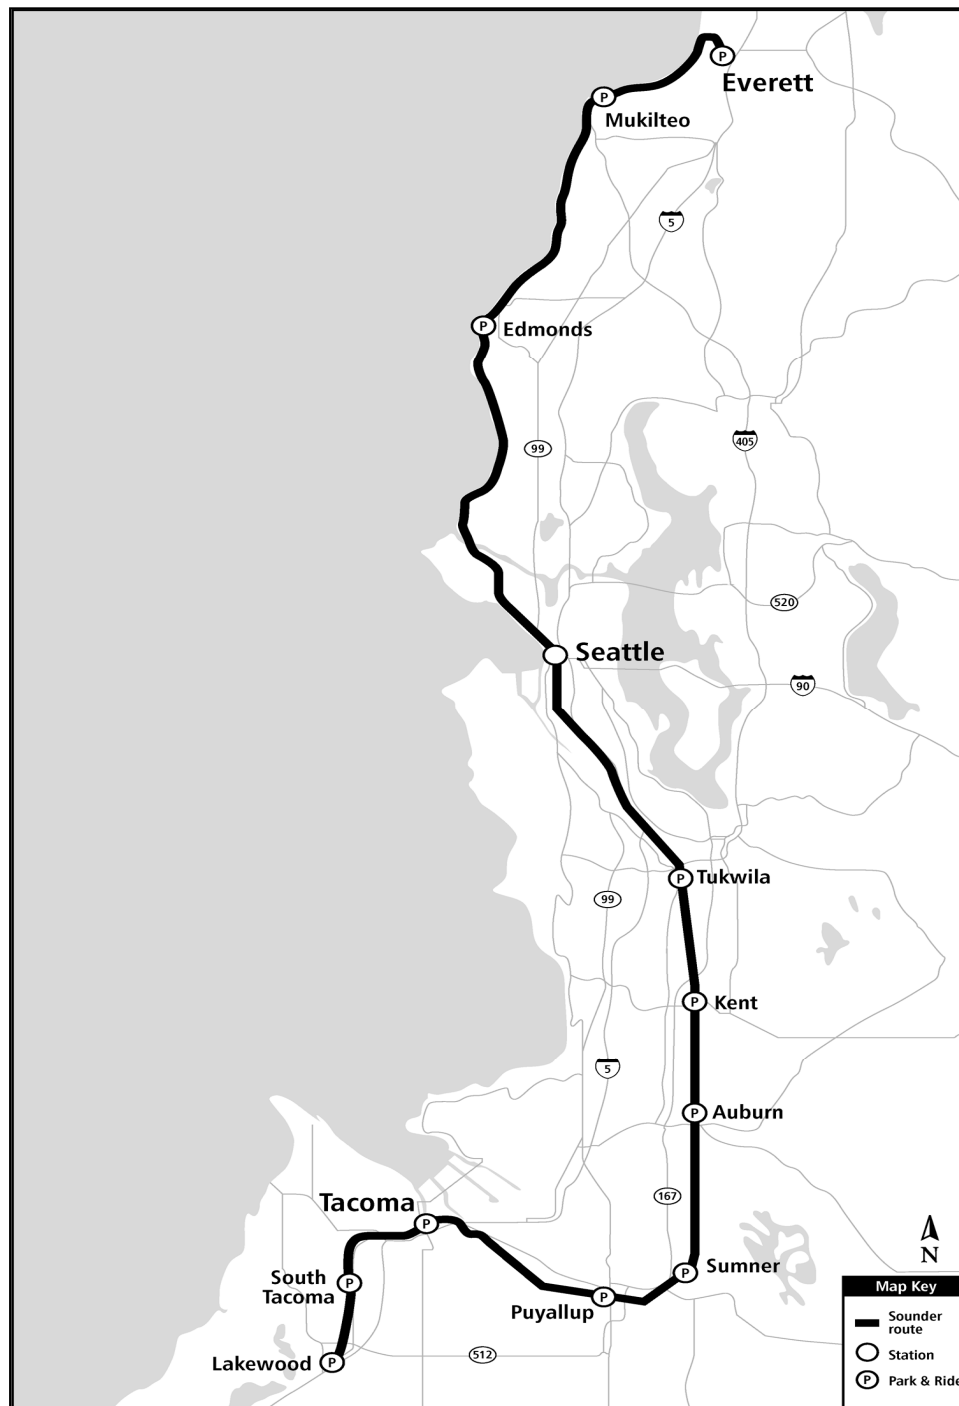 P
Everett
P
Mukilteo
5
P
Edmonds
99
405
520
Seattle
90
P
Tukwila
99
P
Kent
5
P
Auburn
167
Tacoma
P
N
P
Sumner
South
Tacoma
P
P
Puyallup
Lakewood
P
512
Map Key
Sounder
route
Station
P
Park & Ride